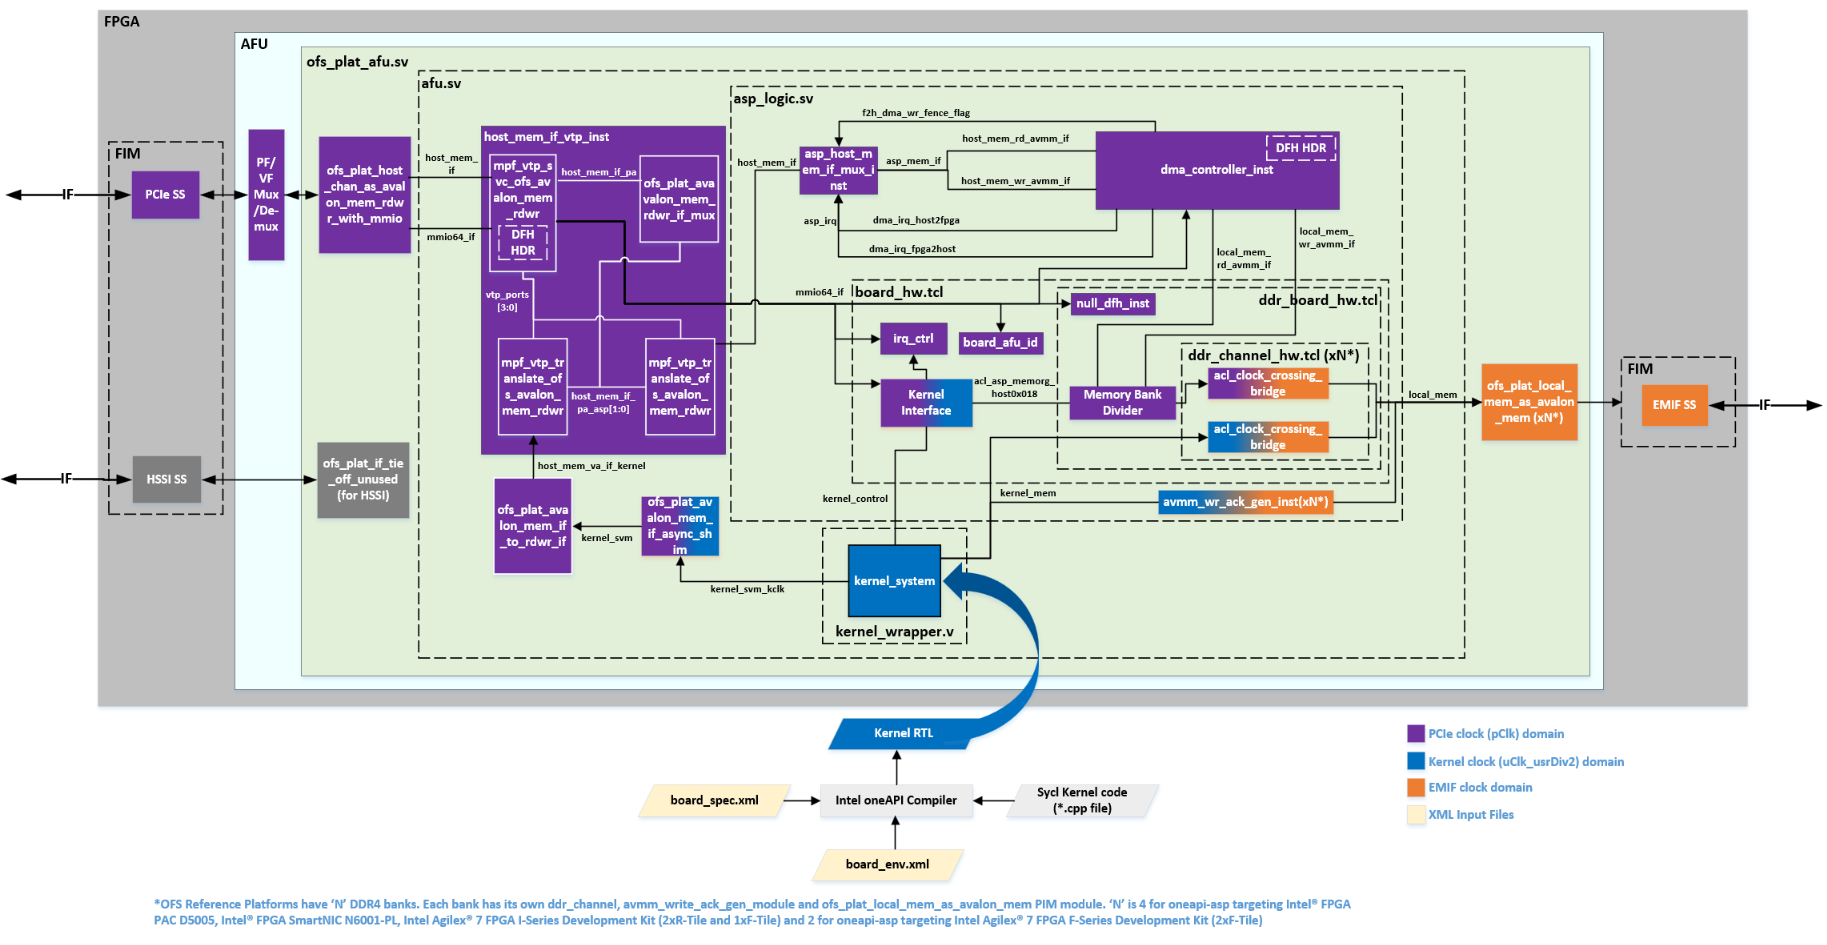 FPGA
AFU
ofs_plat_afu.sv
afu.sv
asp_logic.sv
FIM
IF
PCIe SS
PF/
VF
Mux
/De-
mux
ofs_plat_host
_chan_as_aval
on_mem_rdw
r_with_mmio
host_mem_
if
mmio64_if
host_mem_if_vtp_inst
mpf_vtp_s
vc_ofs_av
alon_mem
_rdwr
DFH
HDR
host_mem_if_pa
ofs_plat_ava
valon_mem_
rdwr_if_mux
vtp_ports
[3:0]
mpf_vtp_tr
anslate_of
s_avalon_
mem_rdwr
host_mem_if_
pa_asp[1:0]
mpf_vtp_tr
anslate_of
s_avalon_
mem_rdwr
host_mem_if
f2h_dma_wr_fence_flag
asp_host_m
em_if_mux_i
nst
asp_mem_if
host_mem_rd_avmm_if
host_mem_wr_avmm_if
DFH HDR
dma_controller_inst
asp_irq
dma_irq_host2fpga
dma_irq_fpga2host
local_mem_
rd_avmm_if
local_mem_
wr_avmm_if
mmio64_if
board_hw.tcl
ddr_board_hw.tcl
null_dfh_inst
irq_ctrl
board_afu_id
ddr_channel_hw.tcl (xN*)
acl_clock_crossing_
bridge
Kernel
Interface
acl_asp_memorg_
host0x018
Memory Bank
Divider
acl_clock_crossing_
bridge
local_mem
ofs_plat_local_
mem_as_avalon
_mem (xN*)
FIM
EMIF SS
IF
IF
HSSI SS
ofs_plat_if_tie
_off_unused
(for HSSI)
host_mem_va_if_kernel
ofs_plat_ava
lon_mem_if
_to_rdwr_if
kernel_svm
ofs_plat_av
alon_mem_
if_async_sh
im
kernel_svm_kclk
kernel_control
kernel_mem
avmm_wr_ack_gen_inst(xN*)
kernel_system
kernel_wrapper.v
Kernel RTL
board_spec.xml
Intel oneAPI Compiler
Sycl Kernel code
(*.cpp file)
board_env.xml
PCIe clock (pClk) domain
Kernel clock (uClk_usrDiv2) domain
EMIF clock domain
XML Input Files
*OFS Reference Platforms have ‘N’ DDR4 banks. Each bank has its own ddr_channel, avmm_write_ack_gen_module and ofs_plat_local_mem_as_avalon_mem PIM module. ‘N’ is 4 for oneapi-asp targeting Intel® FPGA
PAC D5005, Intel® FPGA SmartNIC N6001-PL, Intel Agilex® 7 FPGA I-Series Development Kit (2xR-Tile and 1xF-Tile) and 2 for oneapi-asp targeting Intel Agilex® 7 FPGA F-Series Development Kit (2xF-Tile)